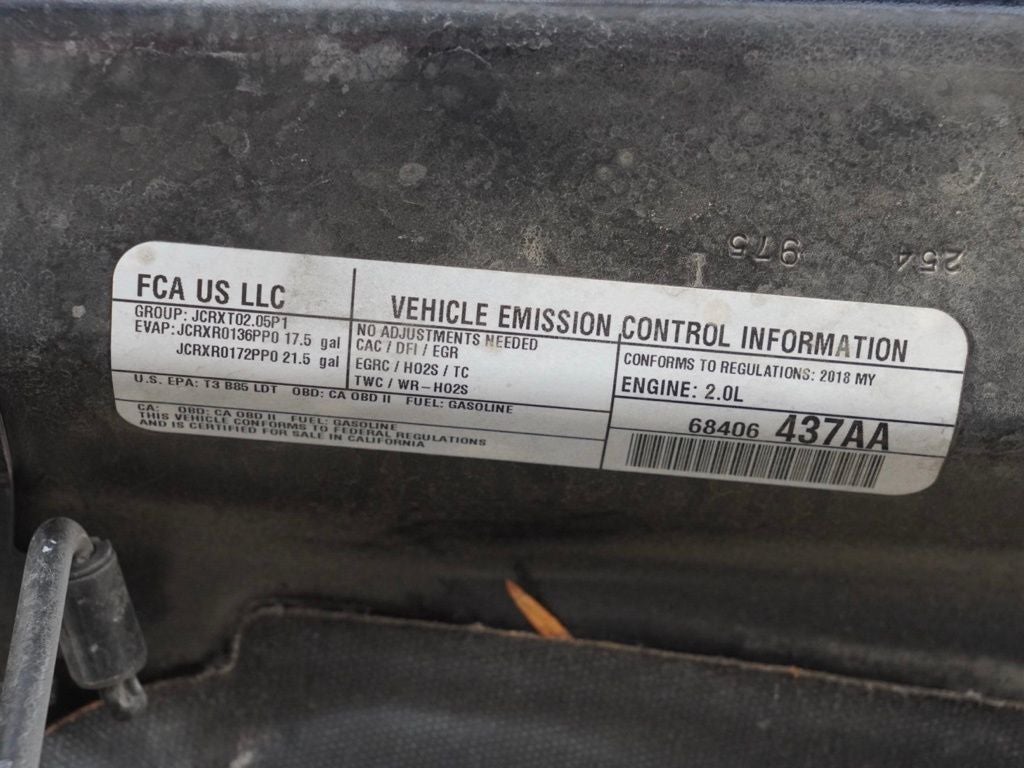 975 254
FCA US LLC
GROUP: JCRXT02.05P1
EVAP: JCRXR0136PP0 17.5 gal
JCRXR0172PP0 21.5 gal
VEHICLE EMISSION CONTROL INFORMATION
NO ADJUSTMENTS NEEDED
CAC / DFI / EGR
EGRC / HO2S / TC
TWC / WR-HO2S
CONFORMS TO REGULATIONS: 2018 MY
ENGINE: 2.0L
U.S. EPA: T3 B85 LDT OBD: CA OBD II FUEL: GASOLINE
CA: OBD: CA OBD II FUEL: GASOLINE
THIS VEHICLE CONFORMS TO FEDERAL REGULATIONS
AND IS CERTIFIED FOR SALE IN CALIFORNIA
68406 437AA